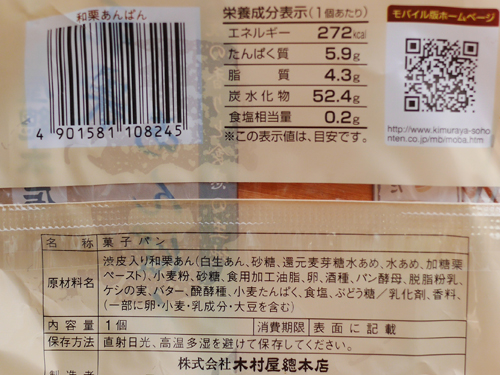 和栗あんぱん
4 901581 108245
栄養成分表示(1個あたり)
エネルギー 272kcal
たんぱく質 5.9g
脂質 4.3g
炭水化物 52.4g
食塩相当量 0.2g
※この表示値は、目安です。
モバイル版ホームページ
http://www.kimuraya-soho
nten.co.jp/mobi/moba.htm
名称 菓子パン
原材料名 渋皮入り和栗あん(白生あん、砂糖、還元麦芽糖水あめ、水あめ、加糖栗
ペースト)、小麦粉、砂糖、食用加工油脂、卵、酒種、パン酵母、脱脂粉乳、
ケシの実、バター、醗酵種、小麦たんぱく、食塩、ぶどう糖/乳化剤、香料、
(一部に卵・小麦・乳成分・大豆を含む)
内容量 1個 消費期限 表面に記載
保存方法 直射日光、高温多湿を避けて保存してください。
製造者 株式会社木村屋總本店